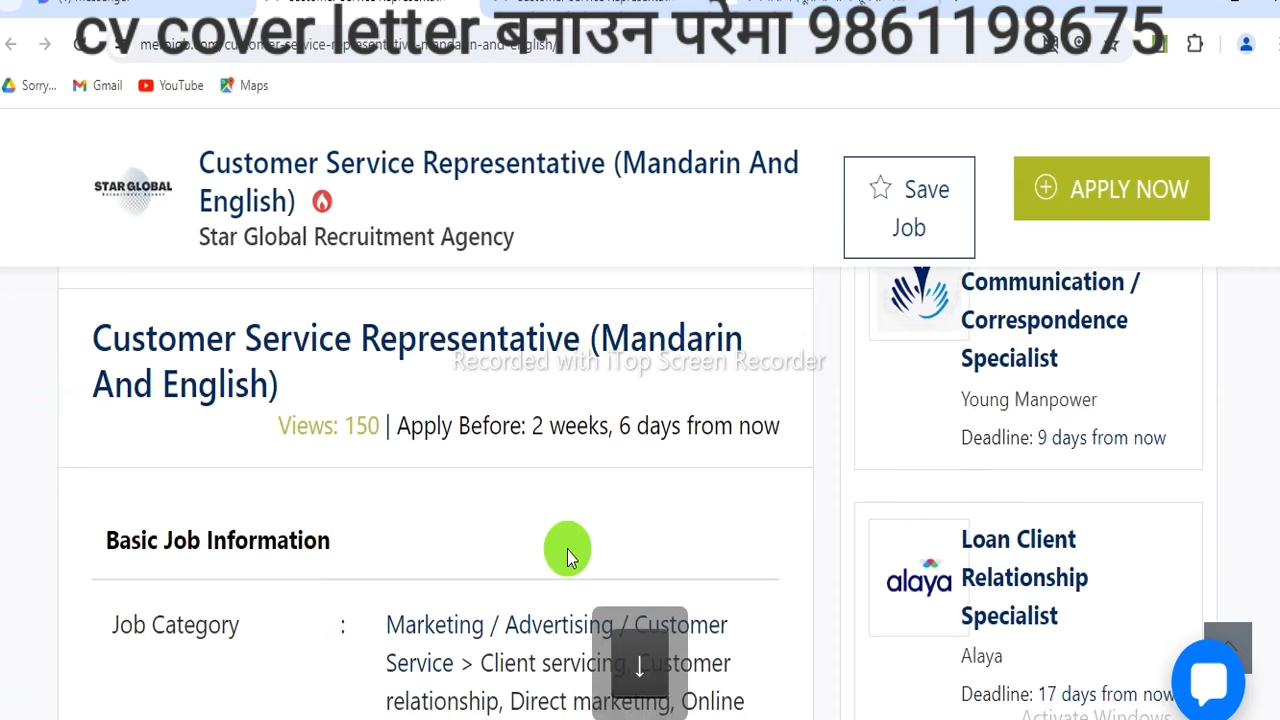 cv cover letter बनाउन परेमा 9861198675
Sorry...
Gmail
YouTube
Maps
STAR GLOBAL
Customer Service Representative (Mandarin And
English)
Star Global Recruitment Agency
Save
Job
APPLY NOW
Customer Service Representative (Mandarin
And English)
Recorded with iTop Screen Recorder
Views: 150 | Apply Before: 2 weeks, 6 days from now
Basic Job Information
Job Category : Marketing / Advertising / Customer
Service > Client servicing, Customer
relationship, Direct marketing, Online
Communication /
Correspondence
Specialist
Young Manpower
Deadline: 9 days from now
alaya
Loan Client
Relationship
Specialist
Alaya
Deadline: 17 days from now
Activate Windows